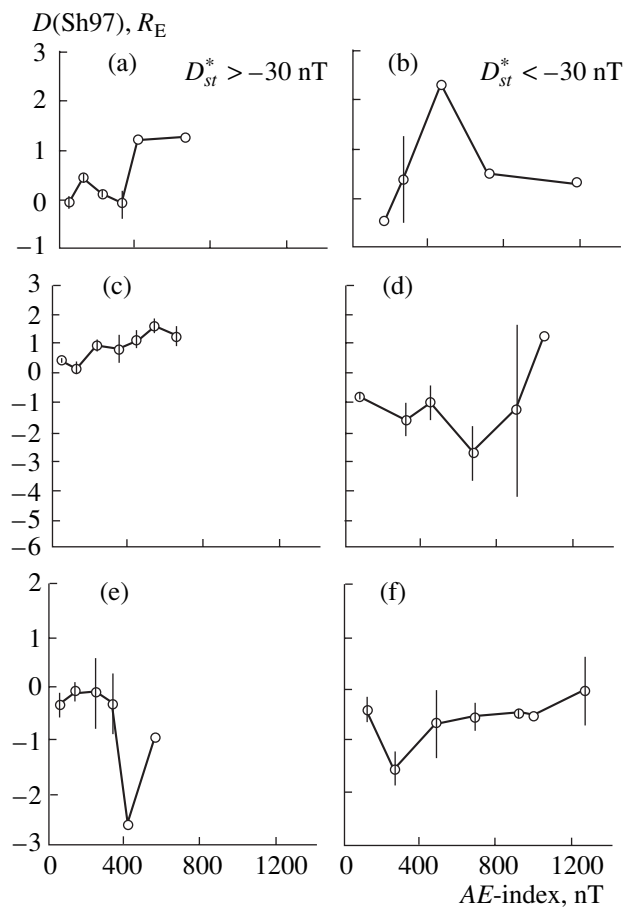 D(Sh97), R_E
(a) D*_st > −30 nT
(b) D*_st < −30 nT
3
2
1
0
−1
(c)
(d)
3
2
1
0
−1
−2
−3
−4
−5
−6
(e)
(f)
2
1
0
−1
−2
−3
0 400 800 1200
0 400 800 1200
AE-index, nT